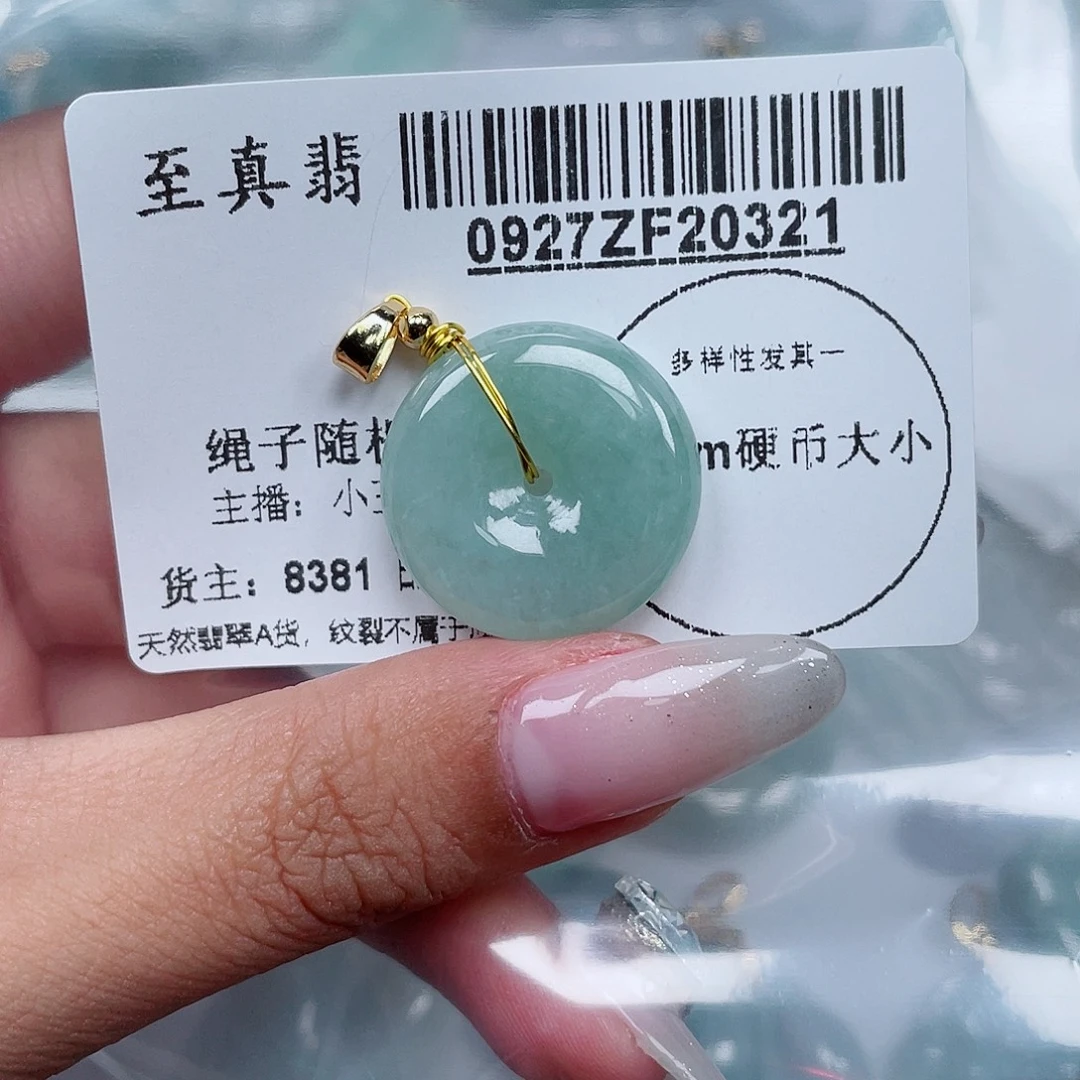 至真翡
0927ZF20321
多样性发其一
绳子随机 m硬币大小
主播：小
货主：8381
天然翡翠A货，纹裂不属于